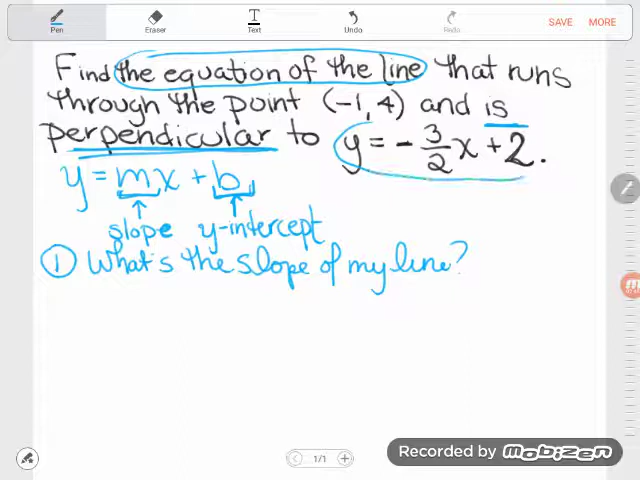 Pen
Eraser
Text
Undo
Redo
SAVE
MORE
Find the equation of the line that runs
through the point (-1, 4) and is
perpendicular to y = - 3/2 x + 2.
y = mx + b
slope y-intercept
① What's the slope of my line?
1/1
Recorded by mobizen